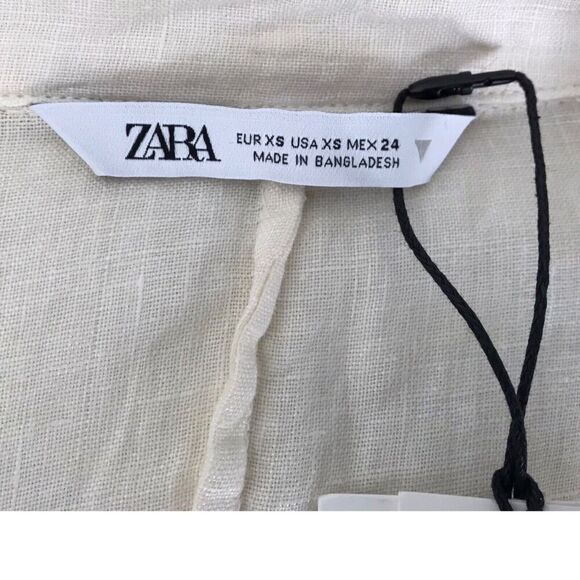 ZARA
EUR XS USA XS MEX 24
MADE IN BANGLADESH